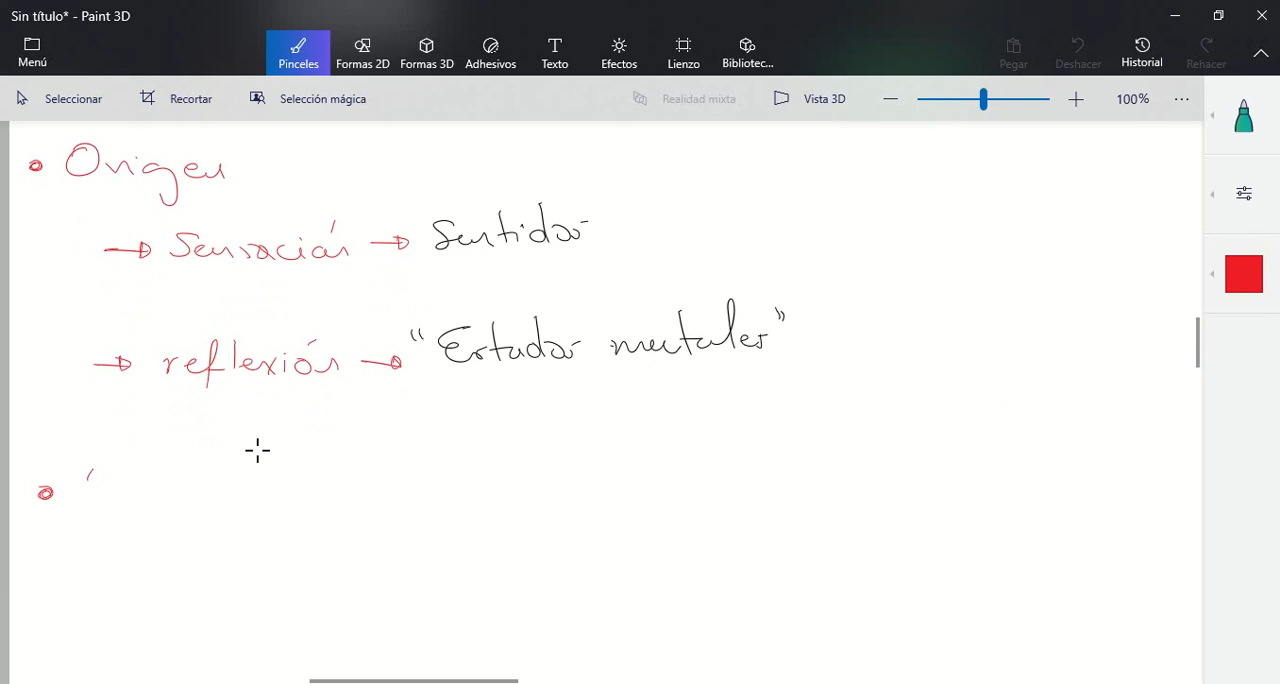 Sin título* - Paint 3D
Menú
Pinceles Formas 2D Formas 3D Adhesivos Texto Efectos Lienzo Bibliotec... Pegar Deshacer Historial Rehacer
Seleccionar Recortar Selección mágica Realidad mixta Vista 3D 100%
• Origen
→ Sensación → Sentidos
→ reflexión → "Estados mentales"